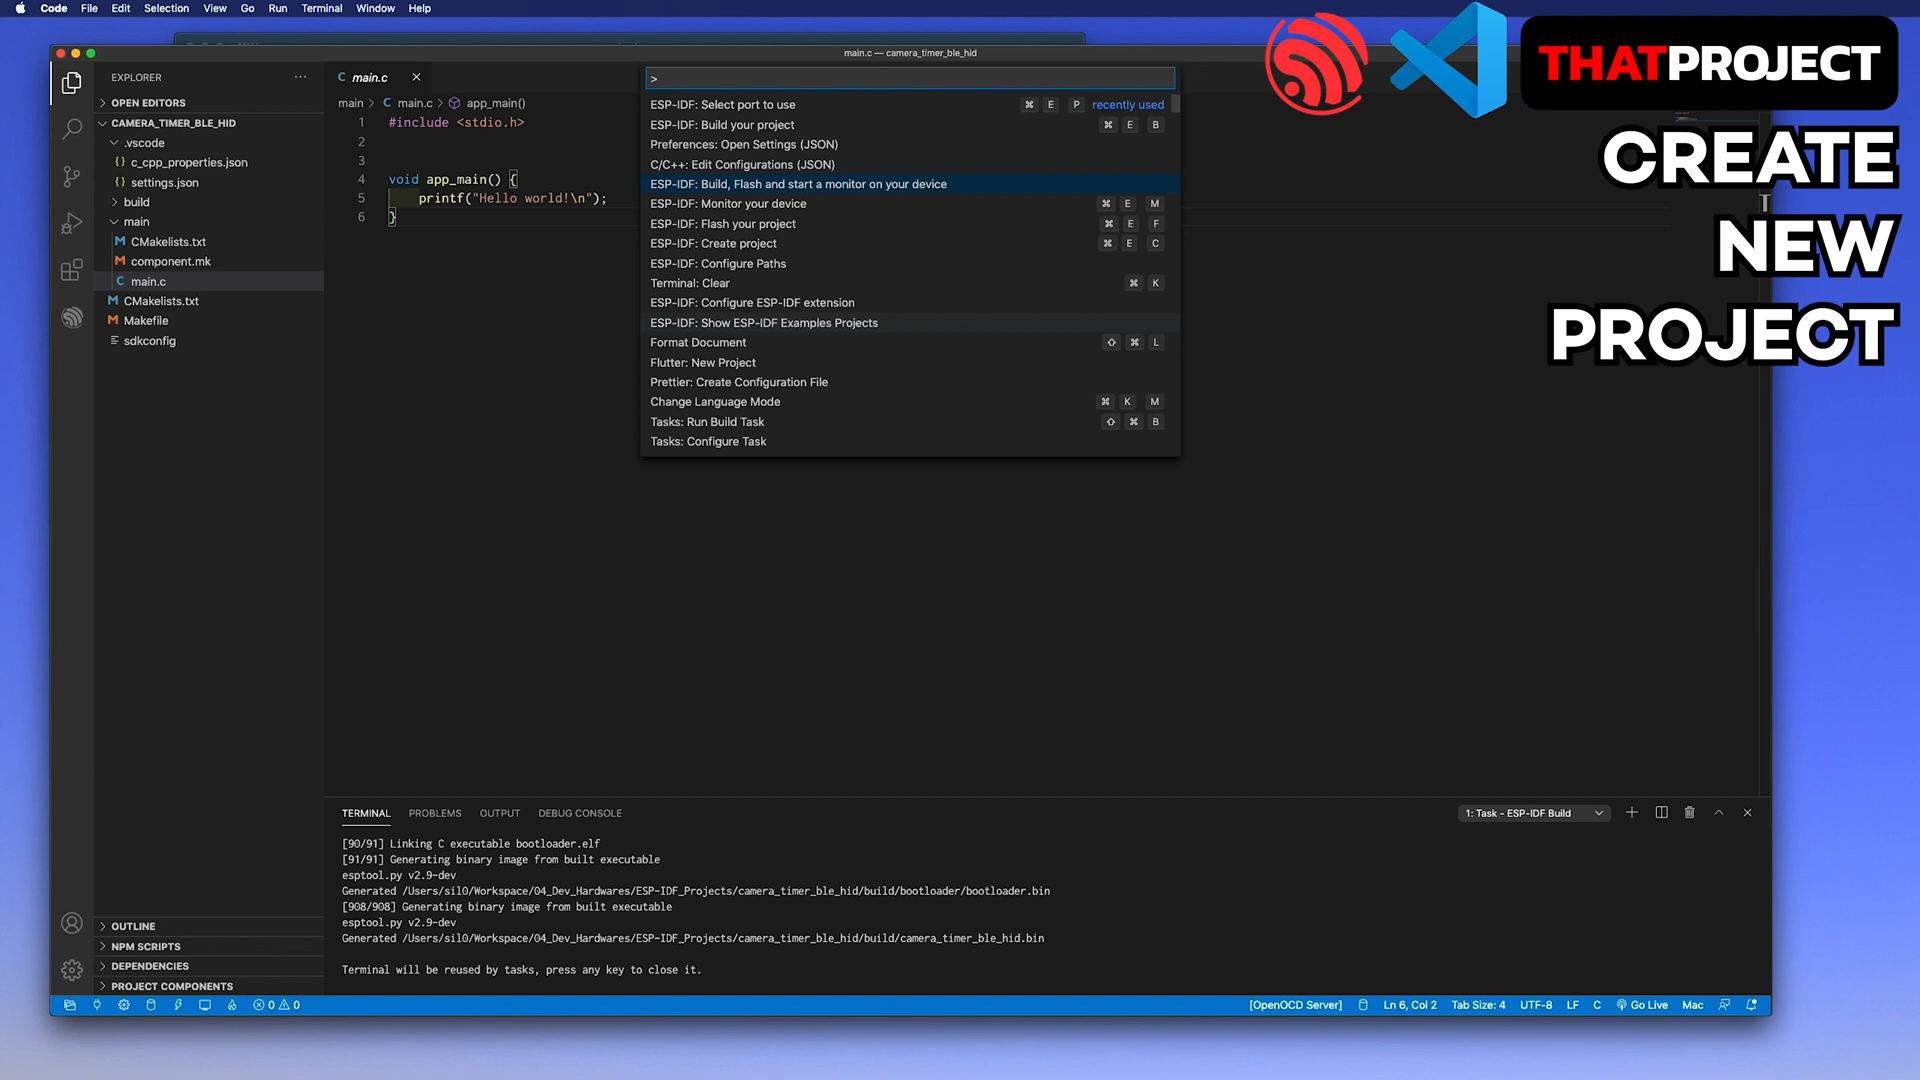 Code File Edit Selection View Go Run Terminal Window Help
main.c — camera_timer_ble_hid
THATPROJECT
CREATE
NEW
PROJECT
EXPLORER
OPEN EDITORS
CAMERA_TIMER_BLE_HID
.vscode
{} c_cpp_properties.json
{} settings.json
build
main
M CMakelists.txt
M component.mk
C main.c
M CMakelists.txt
M Makefile
sdkconfig
OUTLINE
NPM SCRIPTS
DEPENDENCIES
PROJECT COMPONENTS
C main.c
main > C main.c > app_main()
1 #include <stdio.h>
2
3
4 void app_main() {
5 printf("Hello world!\n");
6 }
>
ESP-IDF: Select port to use ⌘ E P recently used
ESP-IDF: Build your project ⌘ E B
Preferences: Open Settings (JSON)
C/C++: Edit Configurations (JSON)
ESP-IDF: Build, Flash and start a monitor on your device
ESP-IDF: Monitor your device ⌘ E M
ESP-IDF: Flash your project ⌘ E F
ESP-IDF: Create project ⌘ E C
ESP-IDF: Configure Paths
Terminal: Clear ⌘ K
ESP-IDF: Configure ESP-IDF extension
ESP-IDF: Show ESP-IDF Examples Projects
Format Document ⇧ ⌘ L
Flutter: New Project
Prettier: Create Configuration File
Change Language Mode ⌘ K M
Tasks: Run Build Task ⇧ ⌘ B
Tasks: Configure Task
TERMINAL PROBLEMS OUTPUT DEBUG CONSOLE 1: Task - ESP-IDF Build
[90/91] Linking C executable bootloader.elf
[91/91] Generating binary image from built executable
esptool.py v2.9-dev
Generated /Users/sil0/Workspace/04_Dev_Hardwares/ESP-IDF_Projects/camera_timer_ble_hid/build/bootloader/bootloader.bin
[908/908] Generating binary image from built executable
esptool.py v2.9-dev
Generated /Users/sil0/Workspace/04_Dev_Hardwares/ESP-IDF_Projects/camera_timer_ble_hid/build/camera_timer_ble_hid.bin
Terminal will be reused by tasks, press any key to close it.
0 0 [OpenOCD Server] Ln 6, Col 2 Tab Size: 4 UTF-8 LF C Go Live Mac